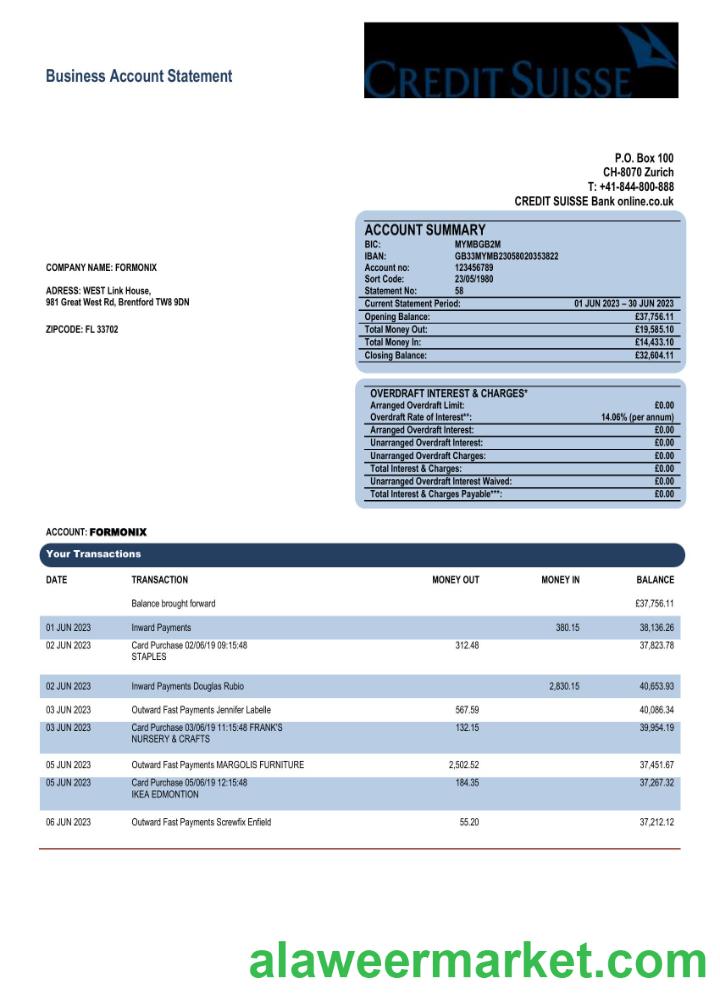 CREDIT SUISSE
Business Account Statement
P.O. Box 100
CH-8070 Zurich
T: +41-844-800-888
CREDIT SUISSE Bank online.co.uk
COMPANY NAME: FORMONIX
ADRESS: WEST Link House,
981 Great West Rd, Brentford TW8 9DN
ZIPCODE: FL 33702
ACCOUNT SUMMARY
BIC: MYMBGB2M
IBAN: GB33MYMB23058020353822
Account no: 123456789
Sort Code: 23/05/1980
Statement No: 58
Current Statement Period: 01 JUN 2023 – 30 JUN 2023
Opening Balance: £37,756.11
Total Money Out: £19,585.10
Total Money In: £14,433.10
Closing Balance: £32,604.11
OVERDRAFT INTEREST & CHARGES*
Arranged Overdraft Limit: £0.00
Overdraft Rate of Interest**: 14.06% (per annum)
Arranged Overdraft Interest: £0.00
Unarranged Overdraft Interest: £0.00
Unarranged Overdraft Charges: £0.00
Total Interest & Charges: £0.00
Unarranged Overdraft Interest Waived: £0.00
Total Interest & Charges Payable***: £0.00
ACCOUNT: FORMONIX
Your Transactions
DATE TRANSACTION MONEY OUT MONEY IN BALANCE
Balance brought forward £37,756.11
01 JUN 2023 Inward Payments 380.15 38,136.26
02 JUN 2023 Card Purchase 02/06/19 09:15:48 312.48 37,823.78
STAPLES
02 JUN 2023 Inward Payments Douglas Rubio 2,830.15 40,653.93
03 JUN 2023 Outward Fast Payments Jennifer Labelle 567.59 40,086.34
03 JUN 2023 Card Purchase 03/06/19 11:15:48 FRANK'S 132.15 39,954.19
NURSERY & CRAFTS
05 JUN 2023 Outward Fast Payments MARGOLIS FURNITURE 2,502.52 37,451.67
05 JUN 2023 Card Purchase 05/06/19 12:15:48 184.35 37,267.32
IKEA EDMONTION
06 JUN 2023 Outward Fast Payments Screwfix Enfield 55.20 37,212.12
alaweermarket.com